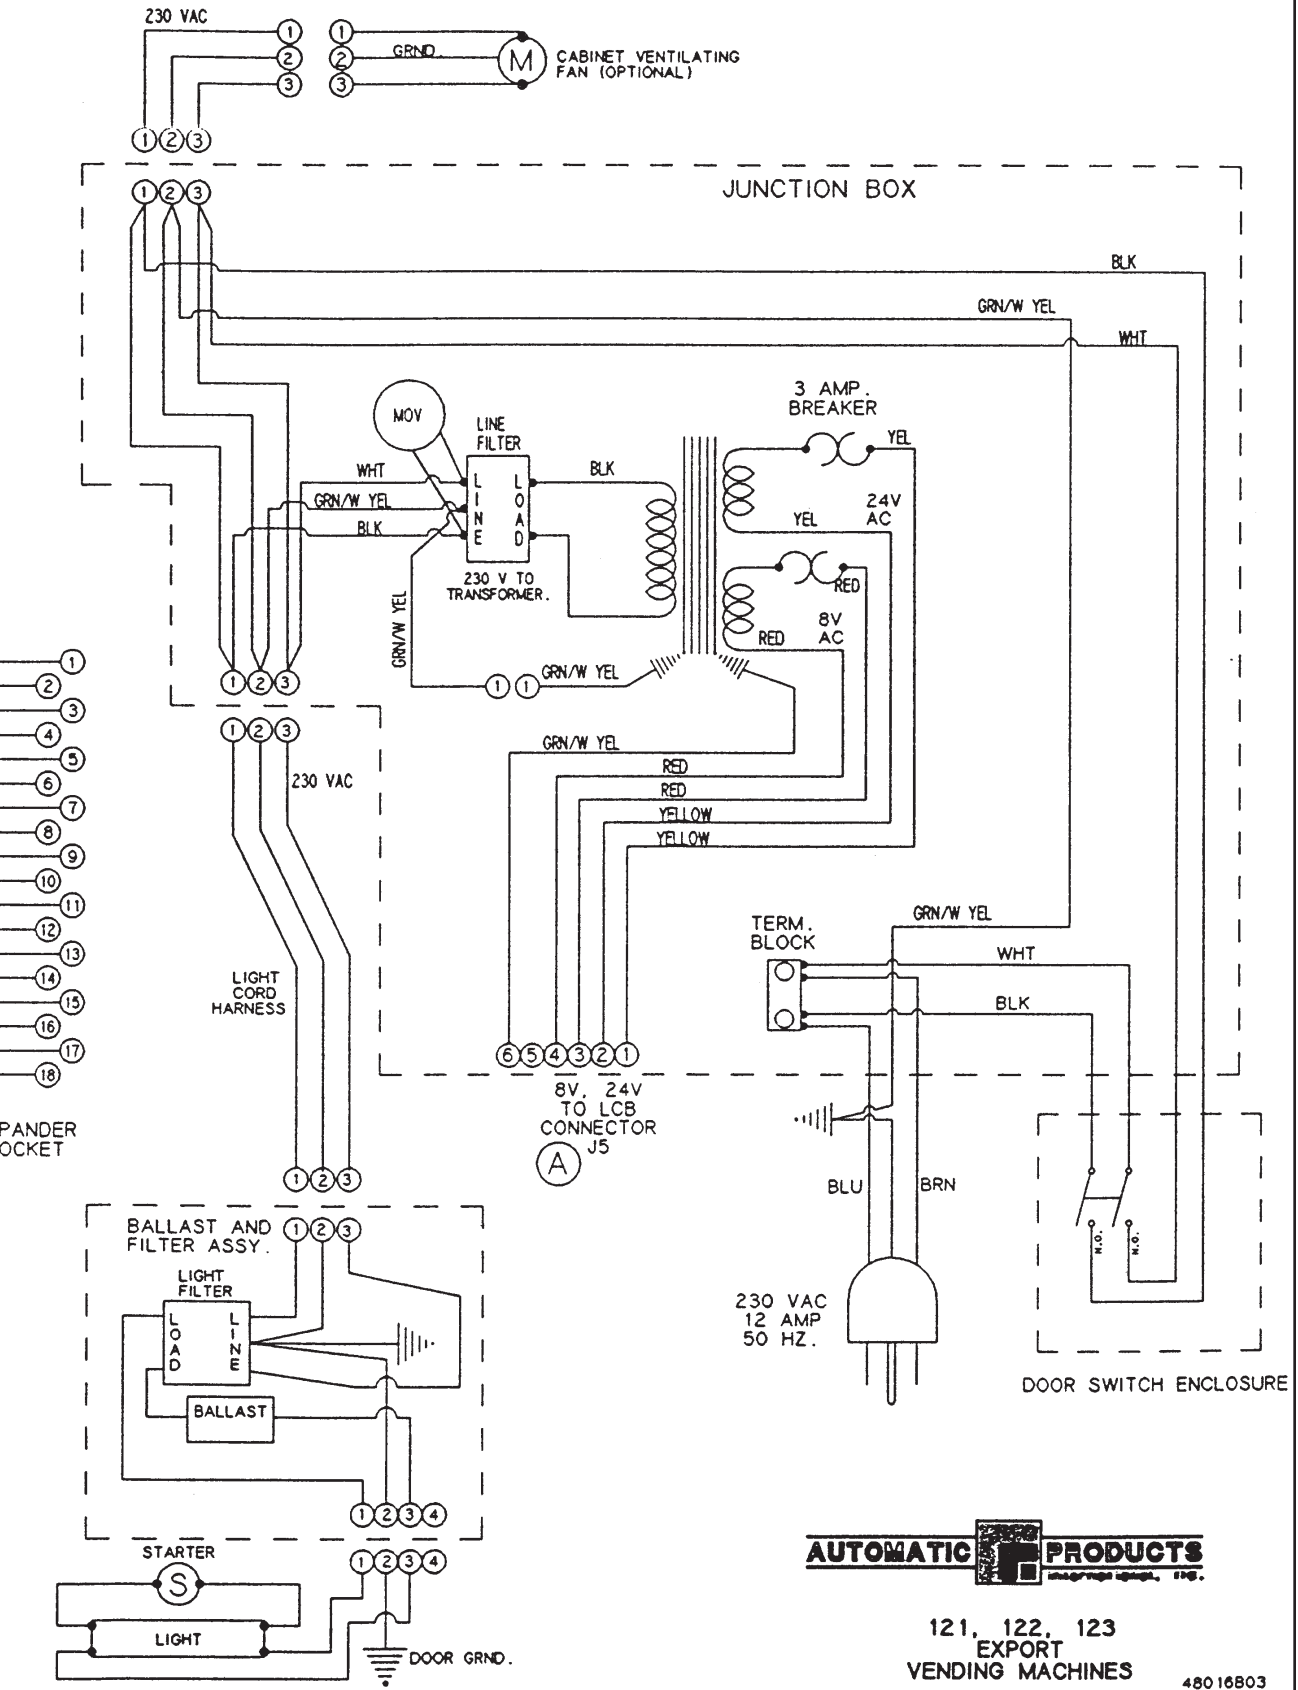 230 VAC
1 1
2 2 GRND.
3 3
M
CABINET VENTILATING
FAN (OPTIONAL)
1 2 3
JUNCTION BOX
1 2 3
BLK
GRN/W YEL
WHT
3 AMP.
BREAKER
MOV
LINE
FILTER
YEL
WHT
GRN/W YEL
BLK
LINE
LOAD
BLK
24V
AC
YEL
230 V TO
TRANSFORMER.
RED
8V
AC
RED
GRN/W YEL
1 1
GRN/W YEL
1 2 3
1
2
3
4
5
6
7
8
9
10
11
12
13
14
15
16
17
18
PANDER
OCKET
1 2 3
230 VAC
GRN/W YEL
RED
RED
YELLOW
YELLOW
GRN/W YEL
TERM.
BLOCK
WHT
BLK
LIGHT
CORD
HARNESS
6 5 4 3 2 1
8V, 24V
TO LCB
CONNECTOR
J5
A
BLU
BRN
N.O.
N.O.
1 2 3
BALLAST AND
FILTER ASSY.
1 2 3
LIGHT
FILTER
LOAD
LINE
BALLAST
230 VAC
12 AMP
50 HZ.
DOOR SWITCH ENCLOSURE
1 2 3 4
1 2 3 4
STARTER
S
LIGHT
DOOR GRND.
AUTOMATIC PRODUCTS
international, inc.
121, 122, 123
EXPORT
VENDING MACHINES
48016803